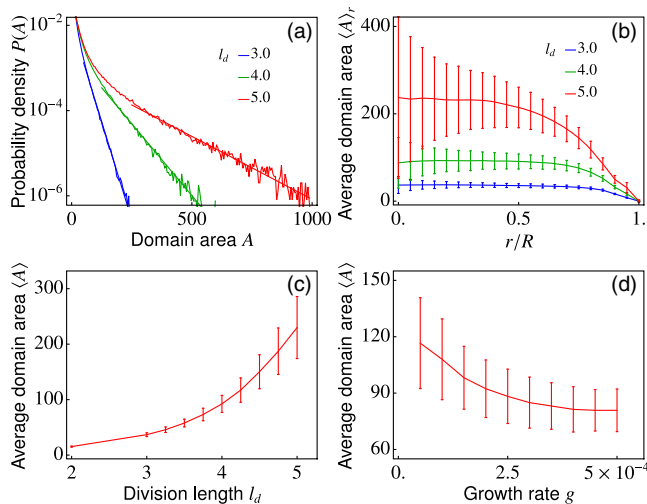 (a)
Probability density P(A)
10⁻²
10⁻⁴
10⁻⁶
l_d
3.0
4.0
5.0
0
500
1000
Domain area A
(b)
Average domain area ⟨A⟩_r
400
200
0
l_d
3.0
4.0
5.0
0.
0.5
1.
r/R
(c)
Average domain area ⟨A⟩
300
200
100
0
2
3
4
5
Division length l_d
(d)
Average domain area ⟨A⟩
150
120
90
60
0.
2.5
5 × 10⁻⁴
Growth rate g